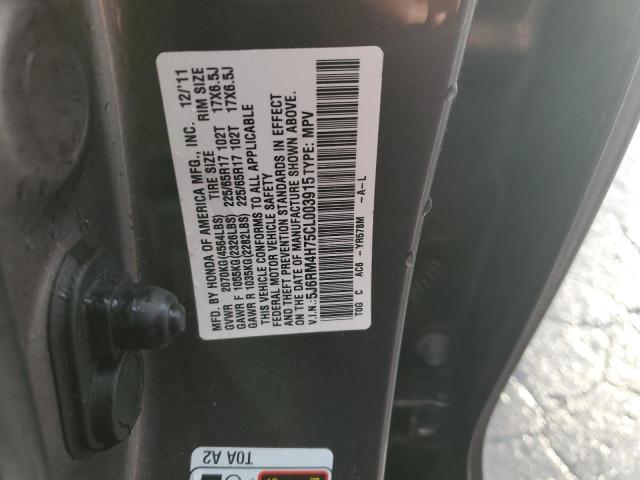 MFD. BY HONDA OF AMERICA MFG., INC. 12/'11
TIRE SIZE RIM SIZE
GVWR 2070KG(4564LBS)
GAWR F 1055KG(2326LBS) 225/65R17 102T 17X6.5J
GAWR R 1035KG(2282LBS) 225/65R17 102T 17X6.5J
THIS VEHICLE CONFORMS TO ALL APPLICABLE
FEDERAL MOTOR VEHICLE SAFETY
AND THEFT PREVENTION STANDARDS IN EFFECT
ON THE DATE OF MANUFACTURE SHOWN ABOVE.
V.I.N.: 5J6RM4H75CL003915 TYPE: MPV
T0G C AC6 -YR578M -A-L
T0A A2